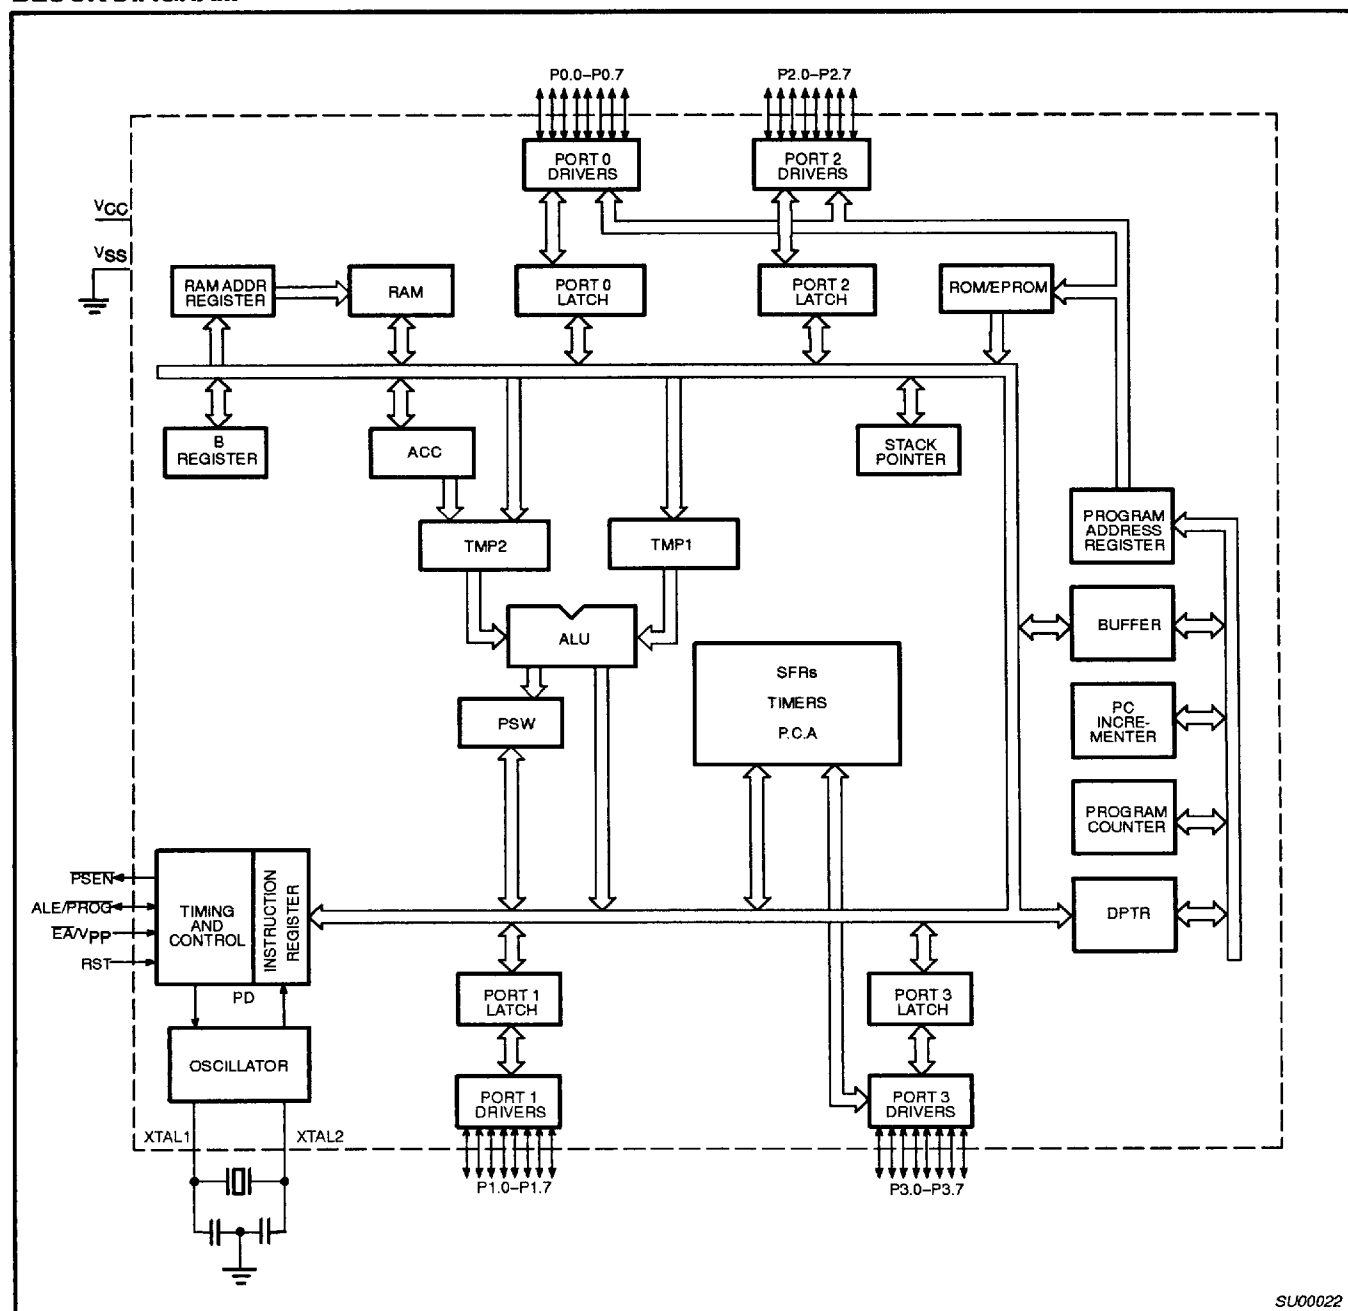 P0.0–P0.7
P2.0–P2.7
PORT 0
DRIVERS
PORT 2
DRIVERS
VCC
VSS
RAM ADDR
REGISTER
RAM
PORT 0
LATCH
PORT 2
LATCH
ROM/EPROM
B
REGISTER
ACC
STACK
POINTER
TMP2
TMP1
PROGRAM
ADDRESS
REGISTER
ALU
BUFFER
SFRs
TIMERS
P.C.A
PSW
PC
INCRE-
MENTER
PROGRAM
COUNTER
PSEN
ALE/PROG
EA/VPP
RST
TIMING
AND
CONTROL
INSTRUCTION
REGISTER
DPTR
PD
PORT 1
LATCH
PORT 3
LATCH
OSCILLATOR
PORT 1
DRIVERS
PORT 3
DRIVERS
XTAL1
XTAL2
P1.0–P1.7
P3.0–P3.7
SU00022